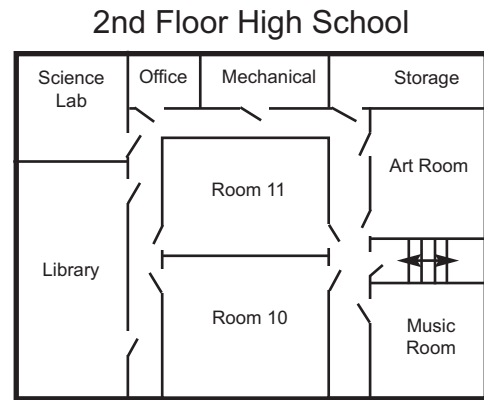 2nd Floor High School
Science
Lab
Office
Mechanical
Storage
Room 11
Art Room
Library
Room 10
Music
Room